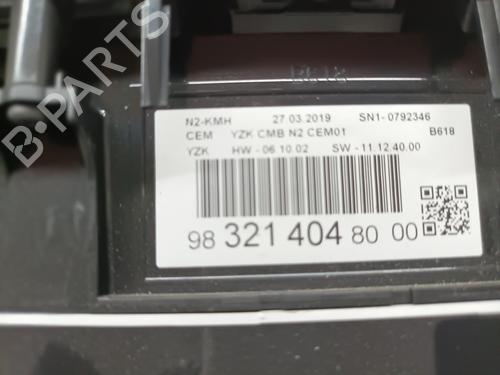 N2-KMH 27.03.2019 SN1- 0792346
CEM YZK CMB N2 CEM01 B618
YZK HW - 06.10.02 SW - 11.12.40.00
98 321 404 80 00
B-PARTS